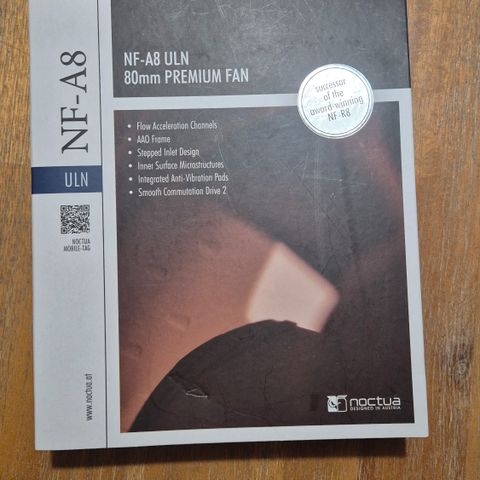 NF-A8 ULN
80mm PREMIUM FAN
successor
of the
award-winning
NF-R8
• Flow Acceleration Channels
• AAO Frame
• Stepped Inlet Design
• Inner Surface Microstructures
• Integrated Anti-Vibration Pads
• Smooth Commutation Drive 2
NF-A8
ULN
NOCTUA
MOBILE-TAG
www.noctua.at
noctua
DESIGNED IN AUSTRIA